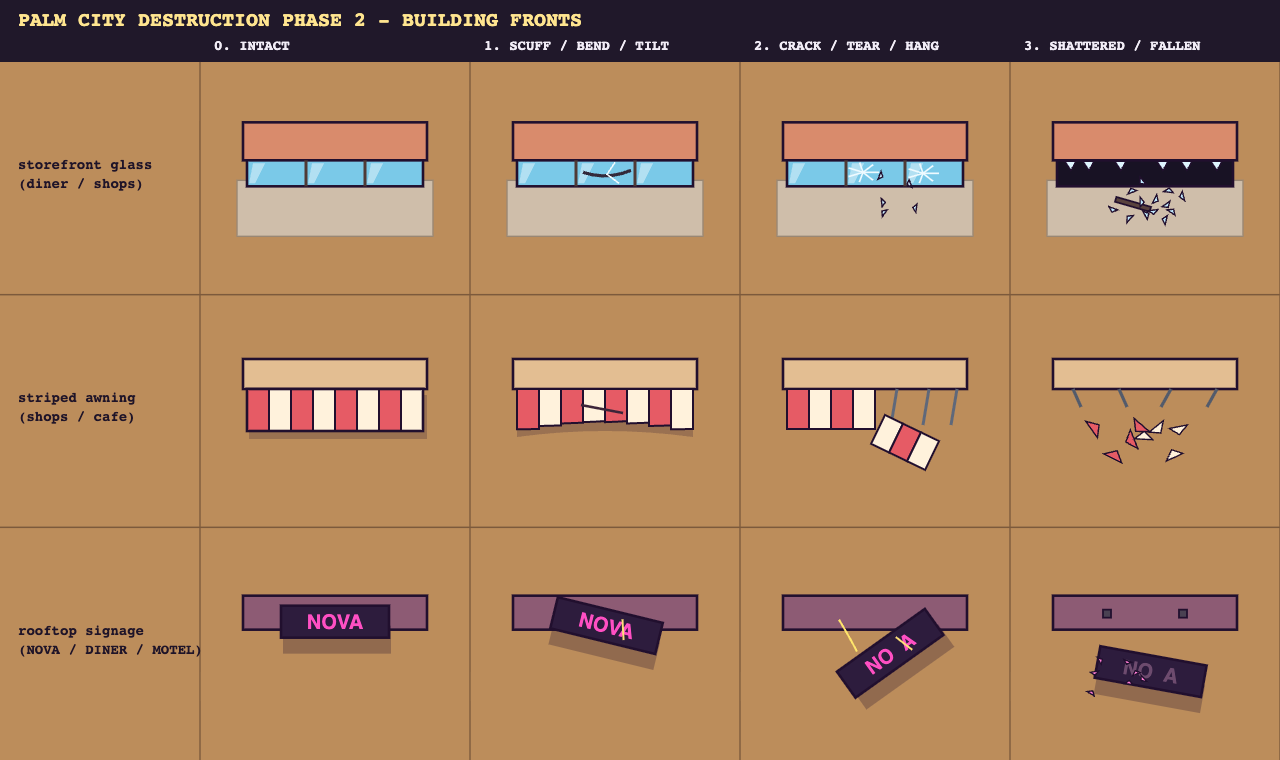 PALM CITY DESTRUCTION PHASE 2 – BUILDING FRONTS
0. INTACT
1. SCUFF / BEND / TILT
2. CRACK / TEAR / HANG
3. SHATTERED / FALLEN
storefront glass
(diner / shops)
striped awning
(shops / cafe)
rooftop signage
(NOVA / DINER / MOTEL)
NOVA
NOVA
NO A
NO A